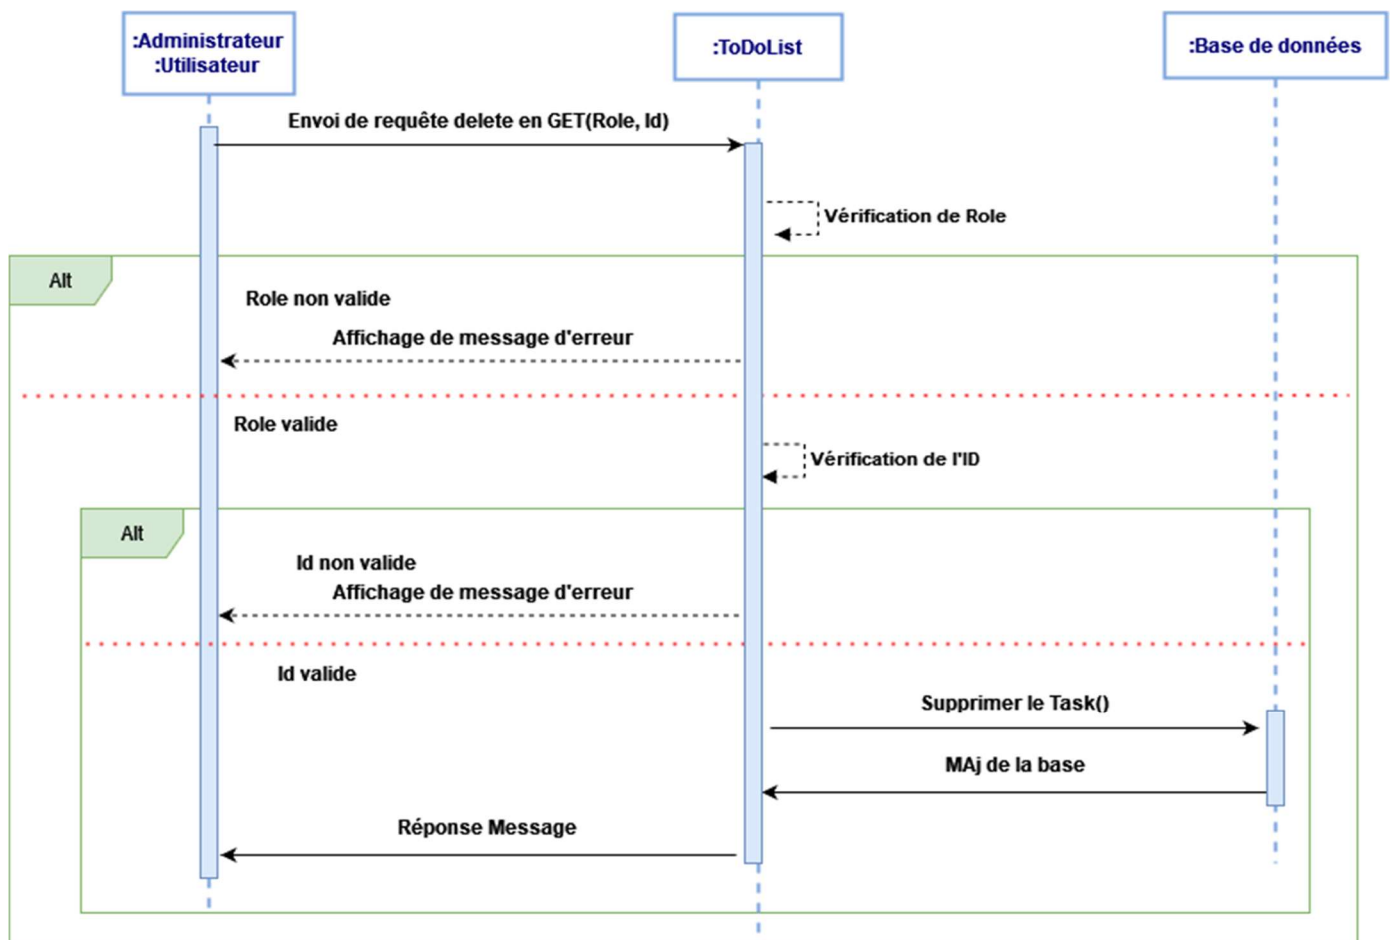 :Administrateur
:Utilisateur
:ToDoList
:Base de données
Envoi de requête delete en GET(Role, Id)
Vérification de Role
Alt
Role non valide
Affichage de message d'erreur
Role valide
Vérification de l'ID
Alt
Id non valide
Affichage de message d'erreur
Id valide
Supprimer le Task()
MAj de la base
Réponse Message